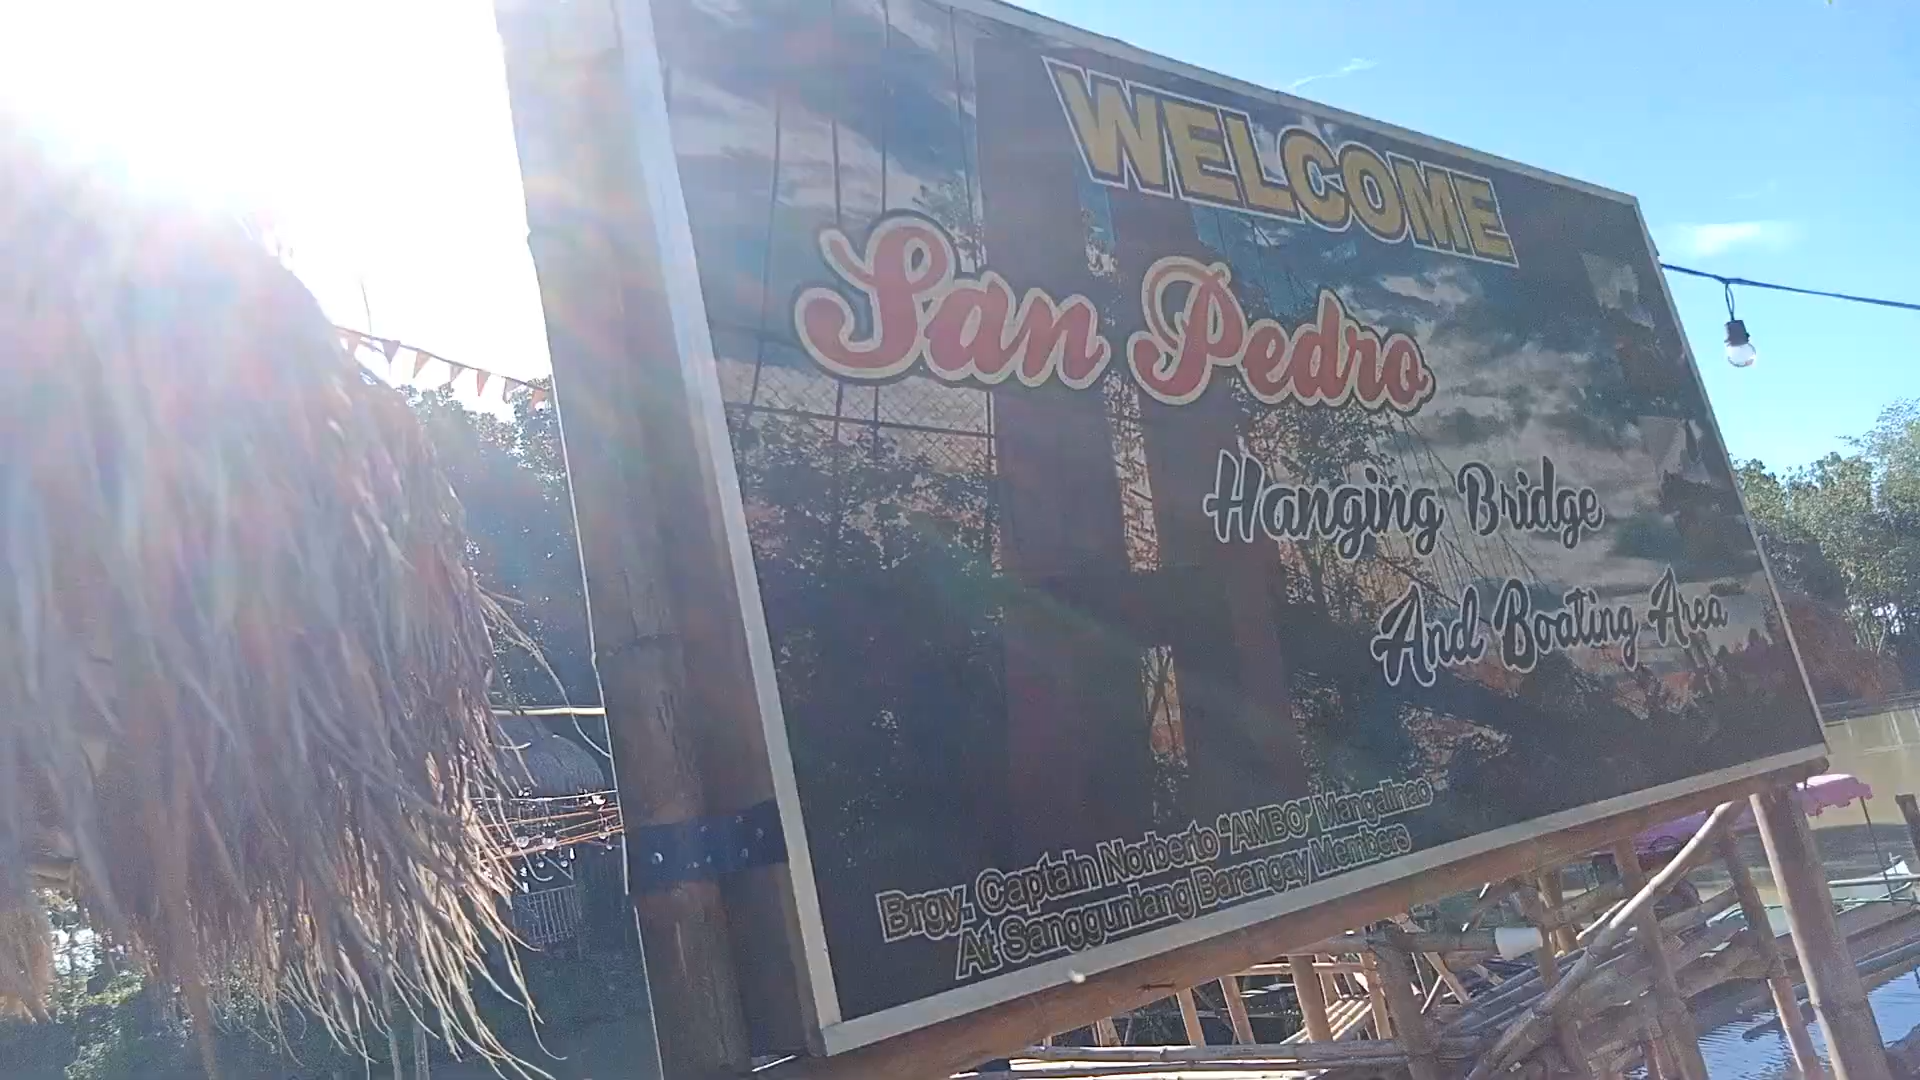 WELCOME
San Pedro
Hanging Bridge
And Boating Area
Brgy. Captain Norberto "AMBO" Mangalinao
At Sangguniang Barangay Members